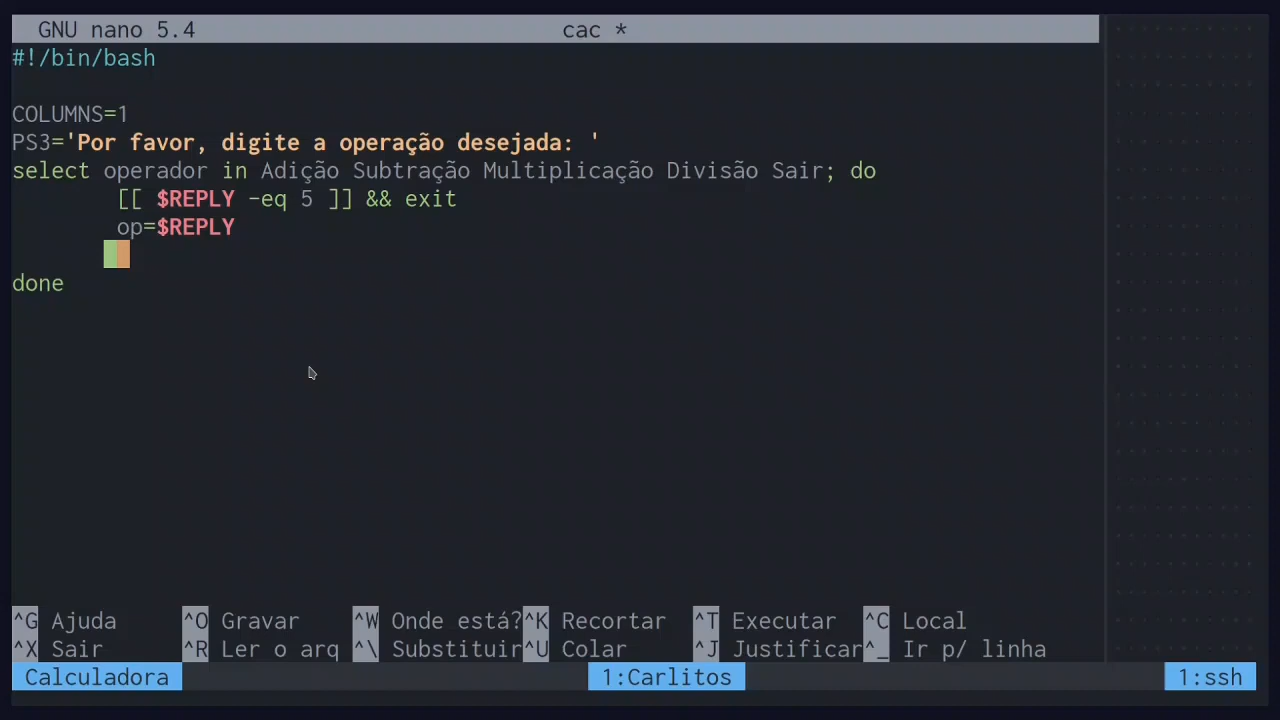 GNU nano 5.4 cac *
#!/bin/bash
COLUMNS=1
PS3='Por favor, digite a operação desejada: '
select operador in Adição Subtração Multiplicação Divisão Sair; do
[[ $REPLY -eq 5 ]] && exit
op=$REPLY
done
^G Ajuda ^O Gravar ^W Onde está? ^K Recortar ^T Executar ^C Local
^X Sair ^R Ler o arq ^\ Substituir ^U Colar ^J Justificar ^_ Ir p/ linha
Calculadora 1:Carlitos 1:ssh